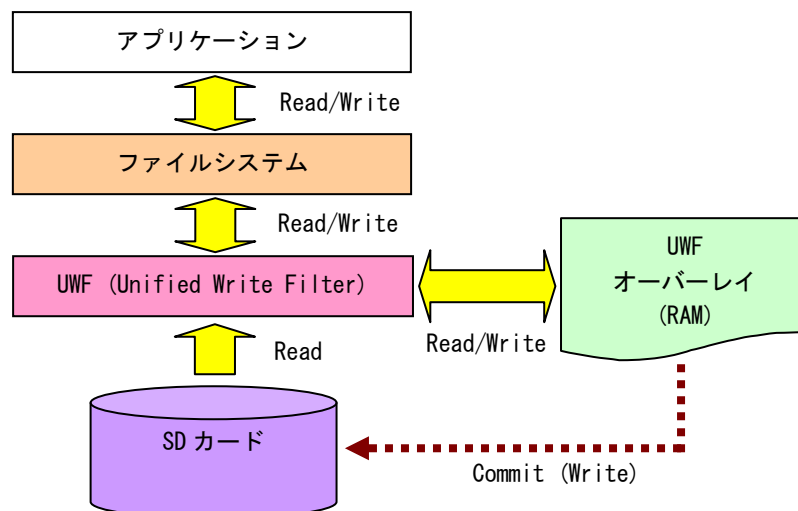 アプリケーション
Read/Write
ファイルシステム
Read/Write
UWF (Unified Write Filter)
UWF
オーバーレイ
(RAM)
Read/Write
Read
SD カード
Commit (Write)